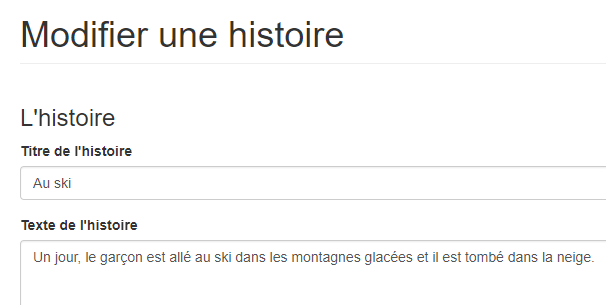 Modifier une histoire
L'histoire
Titre de l'histoire
Au ski
Texte de l'histoire
Un jour, le garçon est allé au ski dans les montagnes glacées et il est tombé dans la neige.